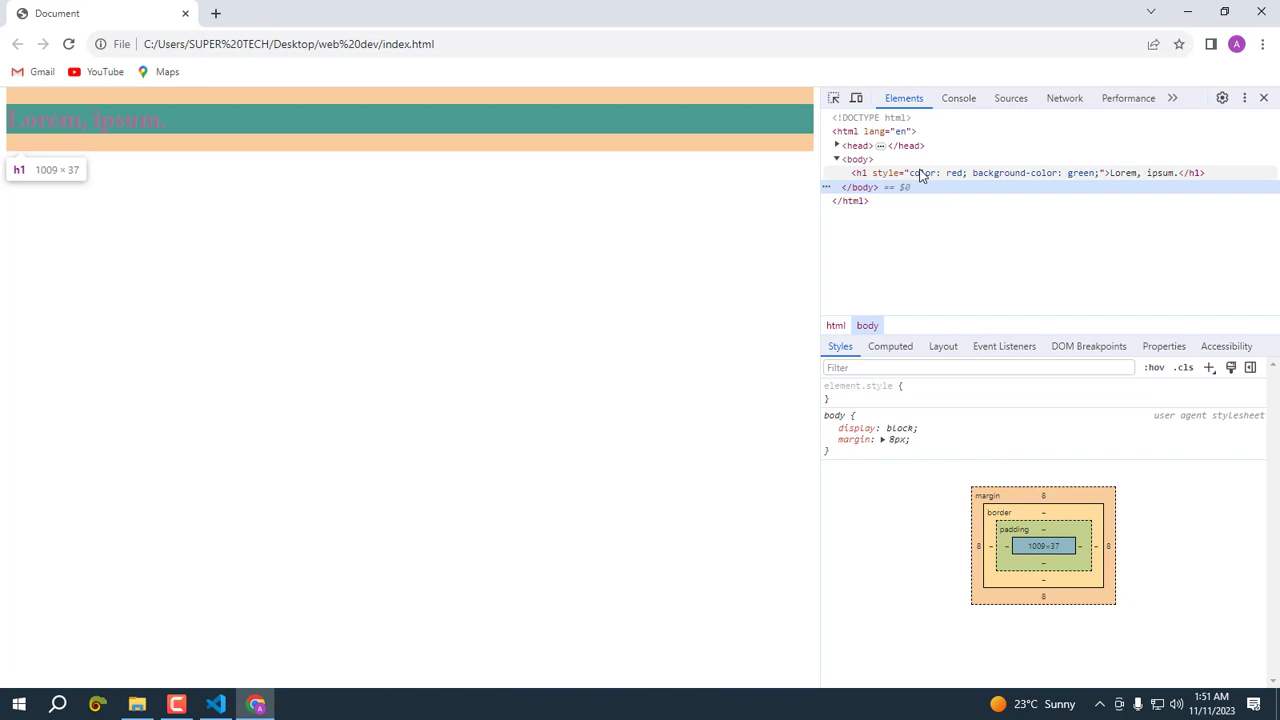 Document
File C:/Users/SUPER%20TECH/Desktop/web%20dev/index.html
A
Gmail YouTube Maps
Lorem, ipsum.
h1 1009 × 37
Elements Console Sources Network Performance
<!DOCTYPE html>
<html lang="en">
<head> … </head>
<body>
<h1 style="color: red; background-color: green;">Lorem, ipsum.</h1>
</body> == $0
</html>
html body
Styles Computed Layout Event Listeners DOM Breakpoints Properties Accessibility
Filter :hov .cls
element.style {
}
body { user agent stylesheet
display: block;
margin: 8px;
}
margin 8
border –
padding –
8 – – 1009×37 – – 8
–
–
8
23°C Sunny
1:51 AM
11/11/2023